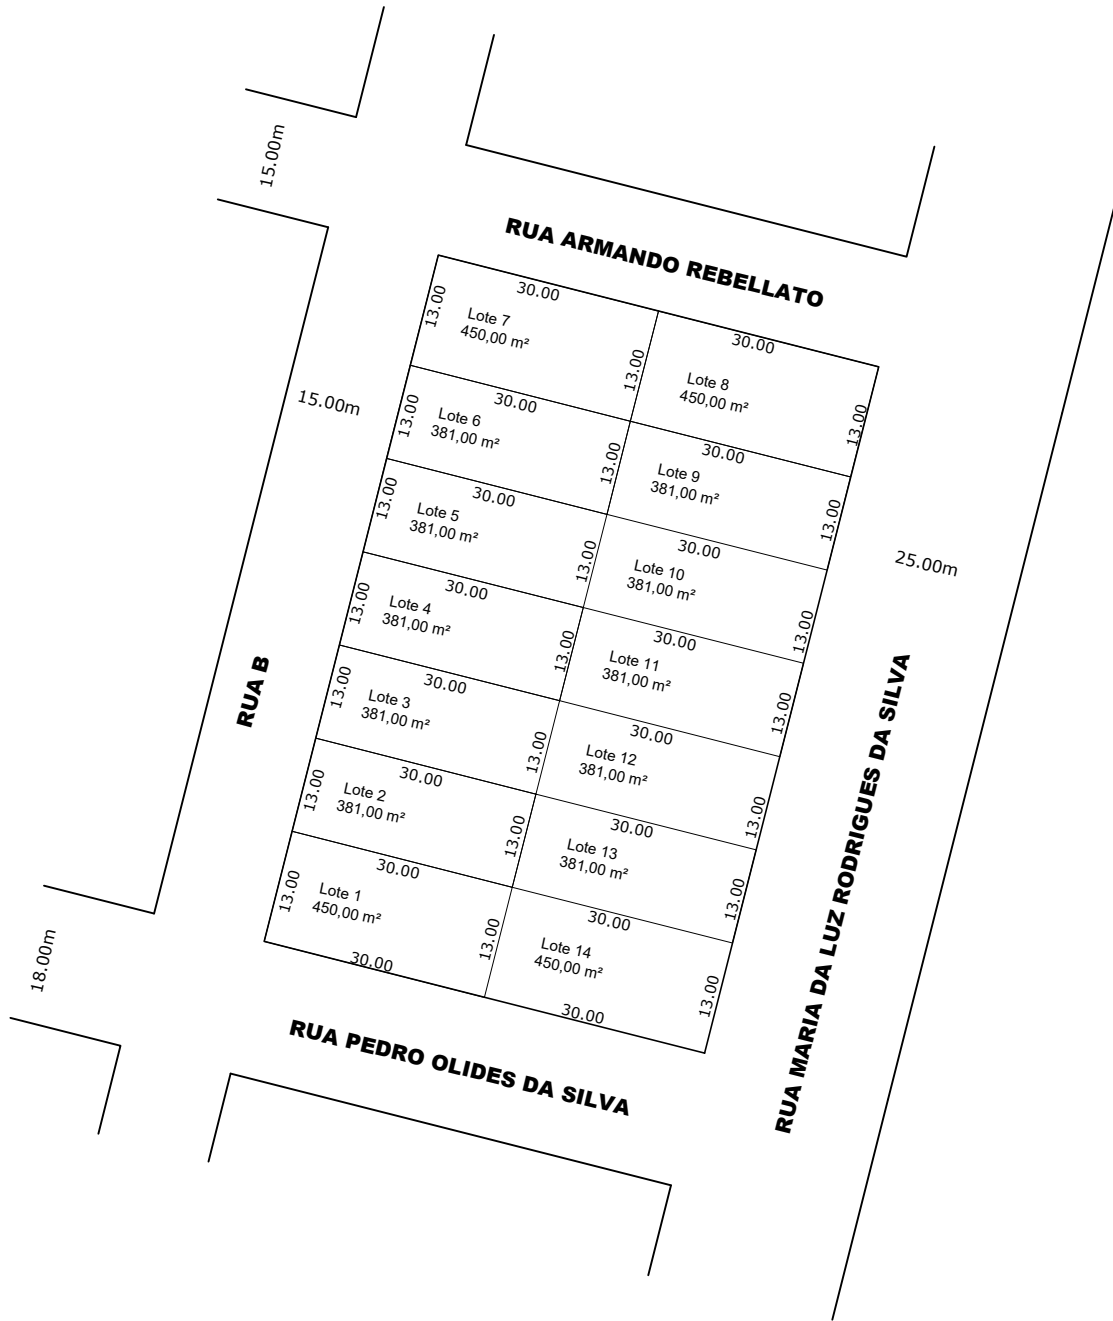 15.00m
RUA ARMANDO REBELLATO
30.00
13.00
Lote 7
450,00 m²
13.00
30.00
Lote 8
450,00 m²
13.00
15.00m
30.00
13.00
Lote 6
381,00 m²
13.00
30.00
Lote 9
381,00 m²
13.00
30.00
13.00
Lote 5
381,00 m²
13.00
30.00
Lote 10
381,00 m²
13.00
25.00m
30.00
13.00
Lote 4
381,00 m²
13.00
30.00
Lote 11
381,00 m²
13.00
RUA B
30.00
13.00
Lote 3
381,00 m²
13.00
30.00
Lote 12
381,00 m²
13.00
RUA MARIA DA LUZ RODRIGUES DA SILVA
30.00
13.00
Lote 2
381,00 m²
13.00
30.00
Lote 13
381,00 m²
13.00
30.00
13.00
Lote 1
450,00 m²
13.00
30.00
30.00
Lote 14
450,00 m²
13.00
30.00
18.00m
RUA PEDRO OLIDES DA SILVA